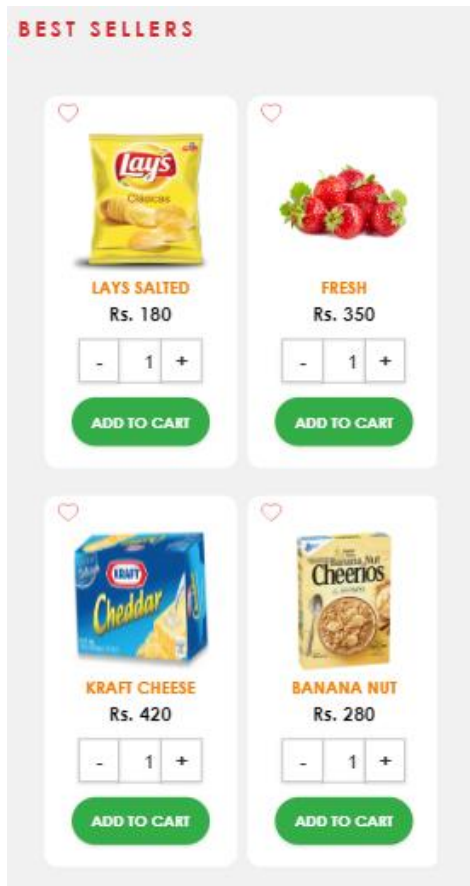 BEST SELLERS
Lay's
Clásicas
LAYS SALTED
Rs. 180
- 1 +
ADD TO CART
FRESH
Rs. 350
- 1 +
ADD TO CART
KRAFT
Cheddar
KRAFT CHEESE
Rs. 420
- 1 +
ADD TO CART
Banana Nut
Cheerios
BANANA NUT
Rs. 280
- 1 +
ADD TO CART